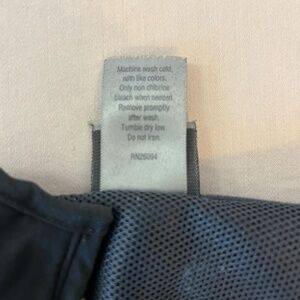 Machine wash cold,
with like colors.
Only non chlorine
bleach when needed.
Remove promptly
after wash.
Tumble dry low.
Do not iron.
RN26094